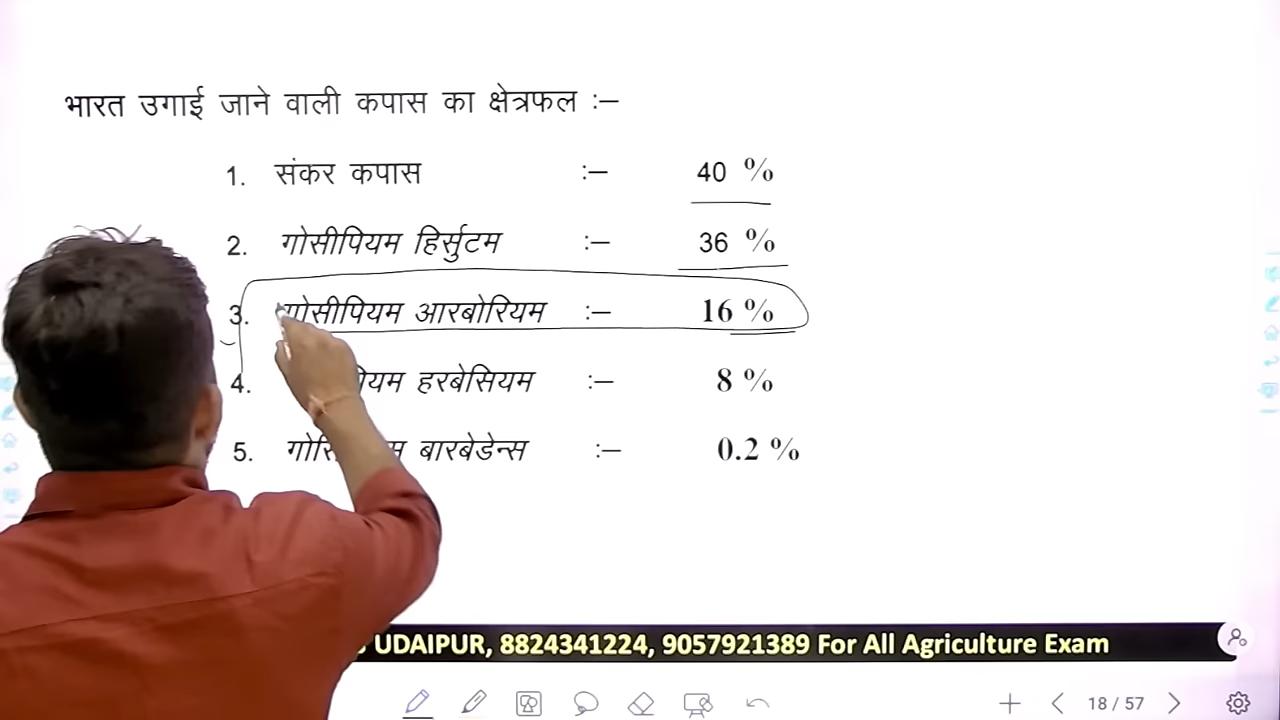 भारत उगाई जाने वाली कपास का क्षेत्रफल :–
1. संकर कपास :– 40 %
2. गोसीपियम हिर्सुटम :– 36 %
3. गोसीपियम आरबोरियम :– 16 %
4. हरबेसियम :– 8 %
5. बारबेडेन्स :– 0.2 %
UDAIPUR, 8824341224, 9057921389 For All Agriculture Exam
18 / 57